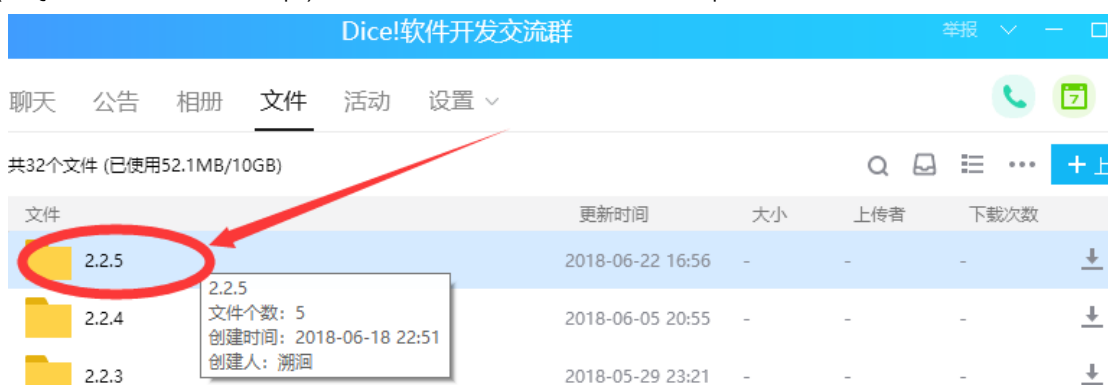 Dice!软件开发交流群
举报
聊天 公告 相册 文件 活动 设置
7
共32个文件 (已使用52.1MB/10GB)
文件 更新时间 大小 上传者 下载次数
2.2.5 2018-06-22 16:56 - - -
2.2.5
文件个数：5
创建时间：2018-06-18 22:51
创建人：溯洄
2.2.4 2018-06-05 20:55 - - -
2.2.3 2018-05-29 23:21 - - -